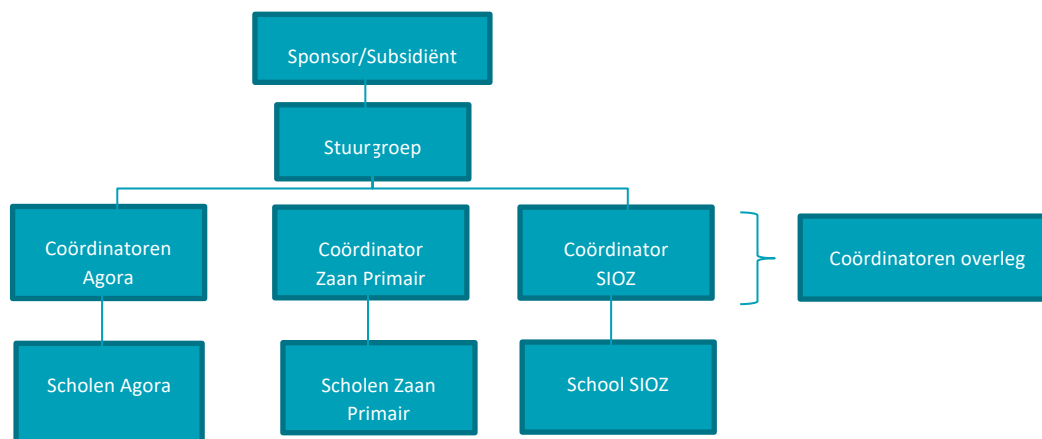 Sponsor/Subsidiënt
Stuurgroep
Coördinatoren
Agora
Coördinator
Zaan Primair
Coördinator
SIOZ
Coördinatoren overleg
Scholen Agora
Scholen Zaan
Primair
School SIOZ